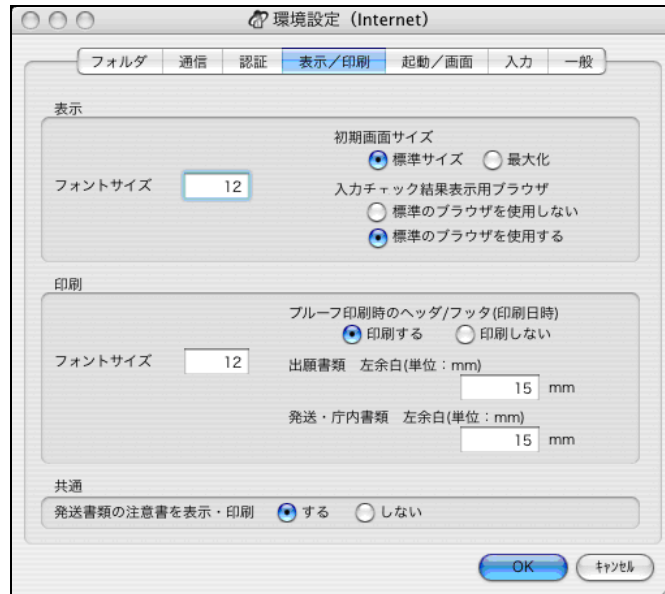 環境設定（Internet）
フォルダ 通信 認証 表示／印刷 起動／画面 入力 一般
表示
初期画面サイズ
標準サイズ 最大化
フォントサイズ 12
入力チェック結果表示用ブラウザ
標準のブラウザを使用しない
標準のブラウザを使用する
印刷
プルーフ印刷時のヘッダ/フッタ(印刷日時)
印刷する 印刷しない
フォントサイズ 12
出願書類 左余白(単位：mm)
15 mm
発送・庁内書類 左余白(単位：mm)
15 mm
共通
発送書類の注意書を表示・印刷 する しない
OK ｷｬﾝｾﾙ